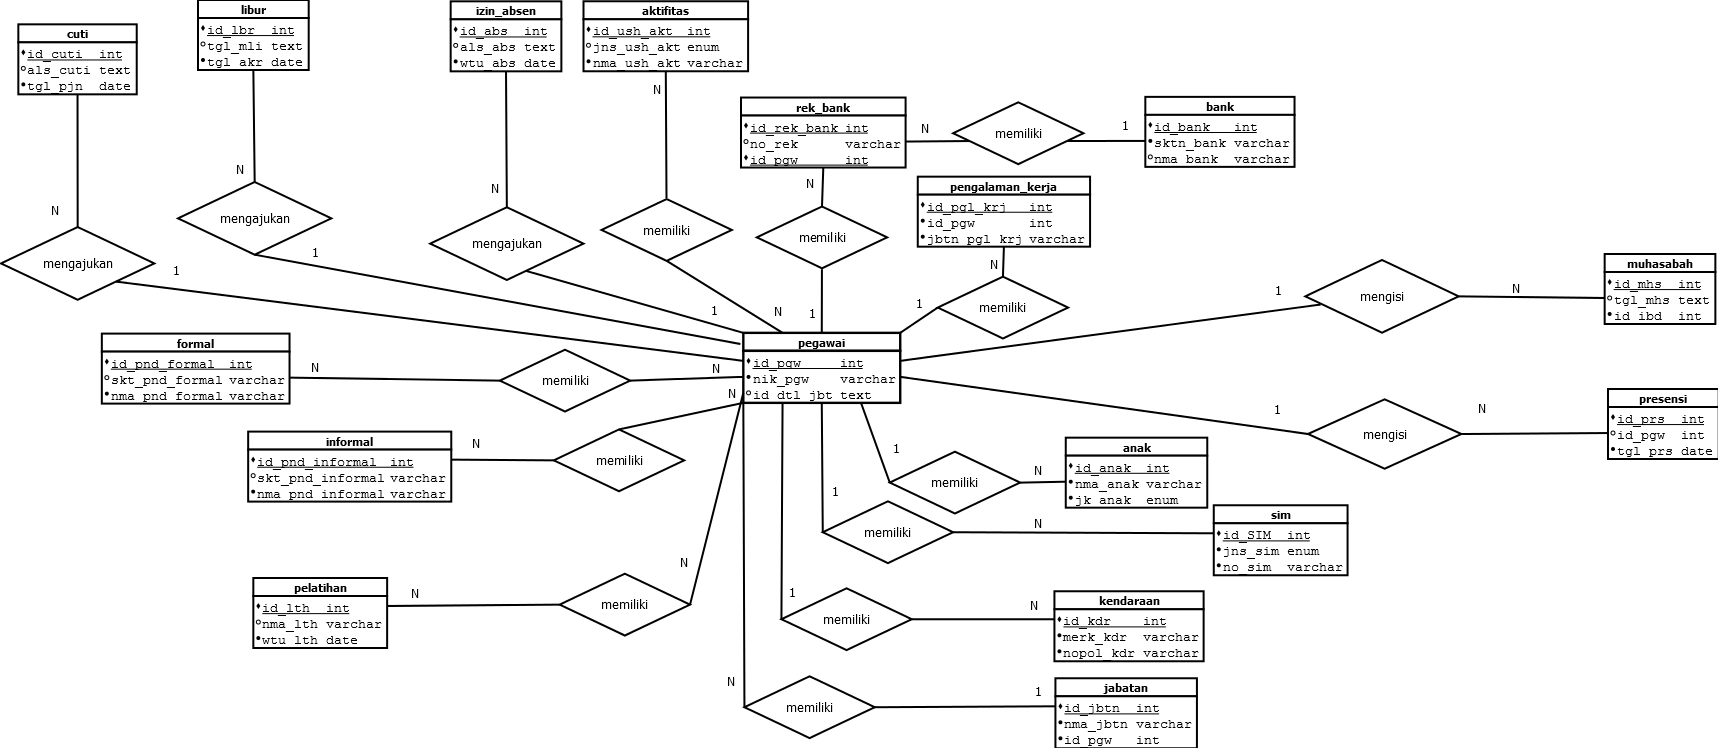 cuti
id_cuti int
als_cuti text
tgl_pjn date
libur
id_lbr int
tgl_mli text
tgl_akr date
izin_absen
id_abs int
als_abs text
wtu_abs date
aktifitas
id_ush_akt int
jns_ush_akt enum
nma_ush_akt varchar
rek_bank
id_rek_bank int
no_rek varchar
id_pgw int
N
memiliki
1
bank
id_bank int
sktn_bank varchar
nma_bank varchar
pengalaman_kerja
id_pgl_krj int
id_pgw int
jbtn_pgl_krj varchar
N
mengajukan
1
N
mengajukan
1
N
mengajukan
1
N
memiliki
N
N
memiliki
1
N
memiliki
1
1
mengisi
N
muhasabah
id_mhs int
tgl_mhs text
id_ibd int
pegawai
id_pgw int
nik_pgw varchar
id_dtl_jbt text
formal
id_pnd_formal int
skt_pnd_formal varchar
nma_pnd_formal varchar
N
memiliki
N
informal
id_pnd_informal int
skt_pnd_informal varchar
nma_pnd_informal varchar
N
memiliki
N
1
mengisi
N
presensi
id_prs int
id_pgw int
tgl_prs date
1
memiliki
N
anak
id_anak int
nma_anak varchar
jk_anak enum
1
memiliki
N
sim
id_SIM int
jns_sim enum
no_sim varchar
pelatihan
id_lth int
nma_lth varchar
wtu_lth date
N
memiliki
N
1
memiliki
N
kendaraan
id_kdr int
merk_kdr varchar
nopol_kdr varchar
N
memiliki
1
jabatan
id_jbtn int
nma_jbtn varchar
id_pgw int